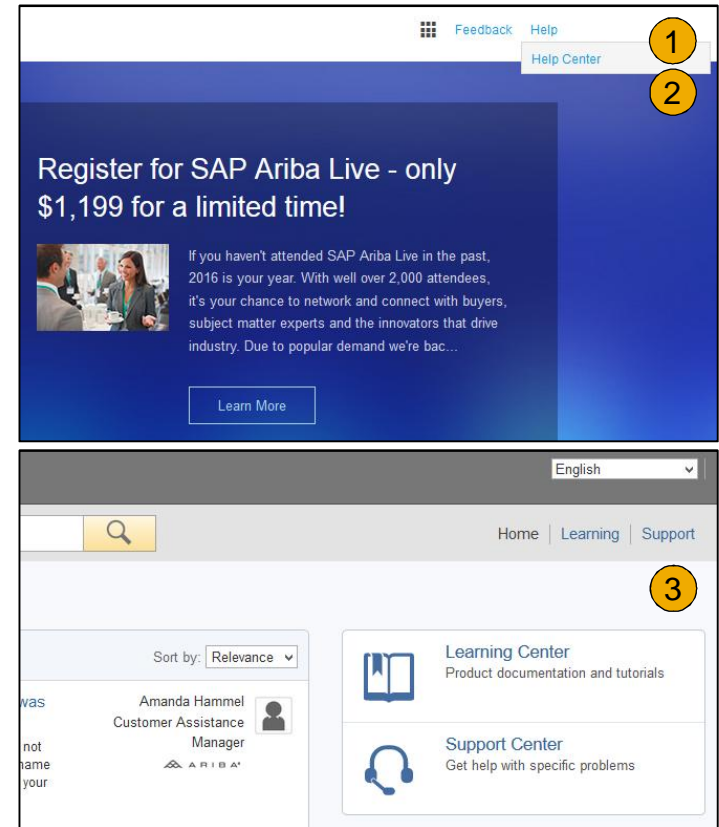 Feedback Help
1
Help Center
2
Register for SAP Ariba Live - only
$1,199 for a limited time!
If you haven't attended SAP Ariba Live in the past,
2016 is your year. With well over 2,000 attendees,
it's your chance to network and connect with buyers,
subject matter experts and the innovators that drive
industry. Due to popular demand we're bac...
Learn More
English
Home | Learning | Support
3
Sort by: Relevance
was
not
name
your
Amanda Hammel
Customer Assistance
Manager
ARIBA
Learning Center
Product documentation and tutorials
Support Center
Get help with specific problems